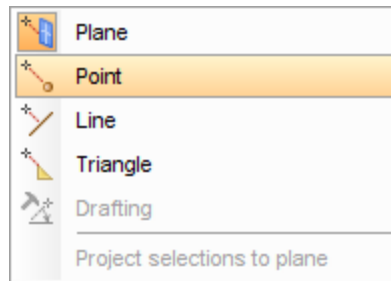 Plane
Point
Line
Triangle
Drafting
Project selections to plane